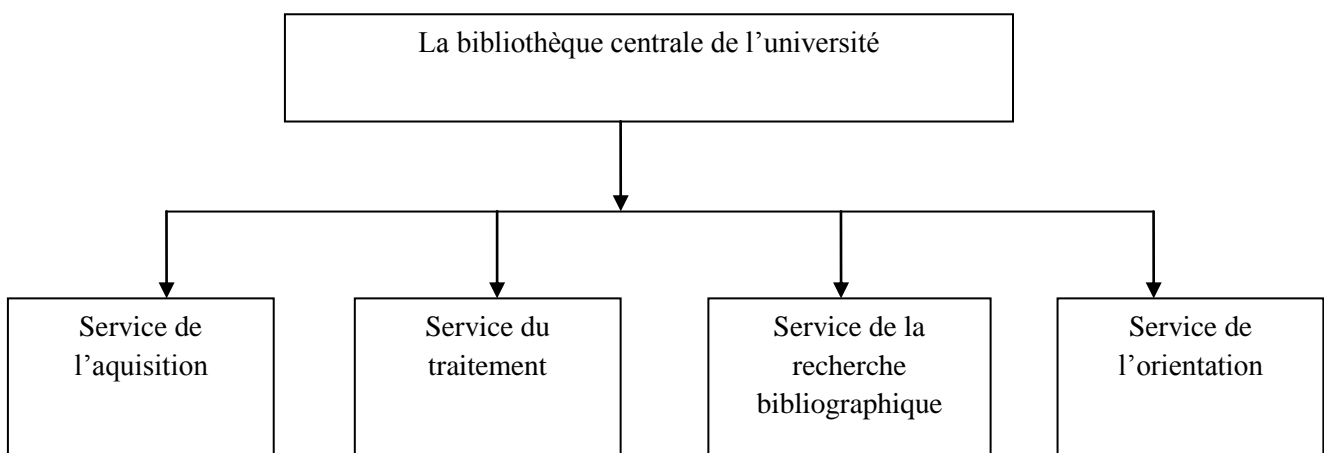 La bibliothèque centrale de l’université
Service de
l’aquisition
Service du
traitement
Service de la
recherche
bibliographique
Service de
l’orientation